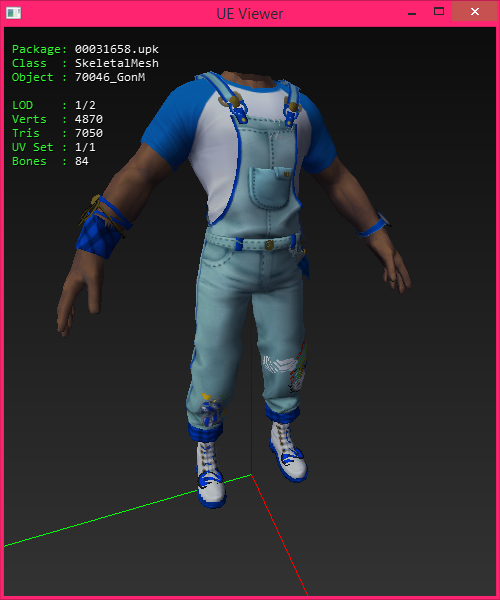 UE Viewer
Package: 00031658.upk
Class  : SkeletalMesh
Object : 70046_GonM
LOD    : 1/2
Verts  : 4870
Tris   : 7050
UV Set : 1/1
Bones  : 84